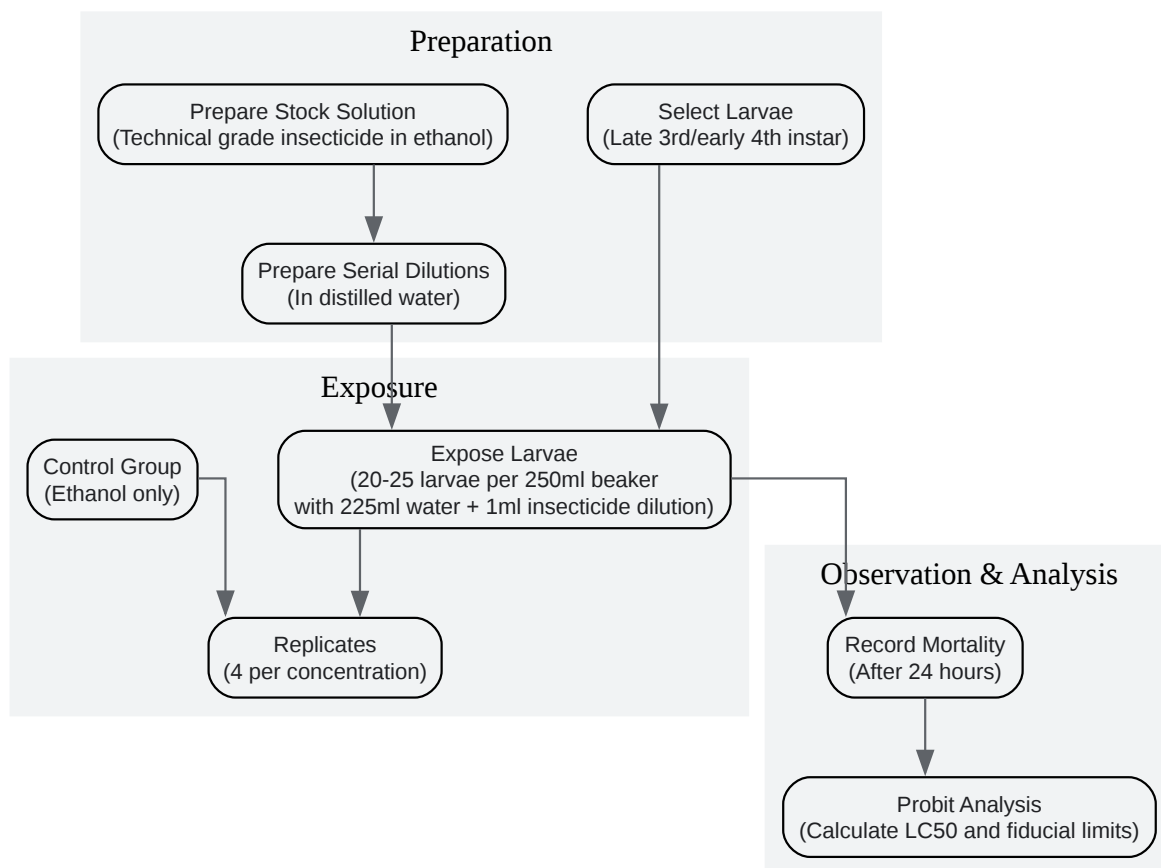 Preparation
Prepare Stock Solution
(Technical grade insecticide in ethanol)
Select Larvae
(Late 3rd/early 4th instar)
Prepare Serial Dilutions
(In distilled water)
Exposure
Control Group
(Ethanol only)
Expose Larvae
(20-25 larvae per 250ml beaker
with 225ml water + 1ml insecticide dilution)
Replicates
(4 per concentration)
Observation & Analysis
Record Mortality
(After 24 hours)
Probit Analysis
(Calculate LC50 and fiducial limits)